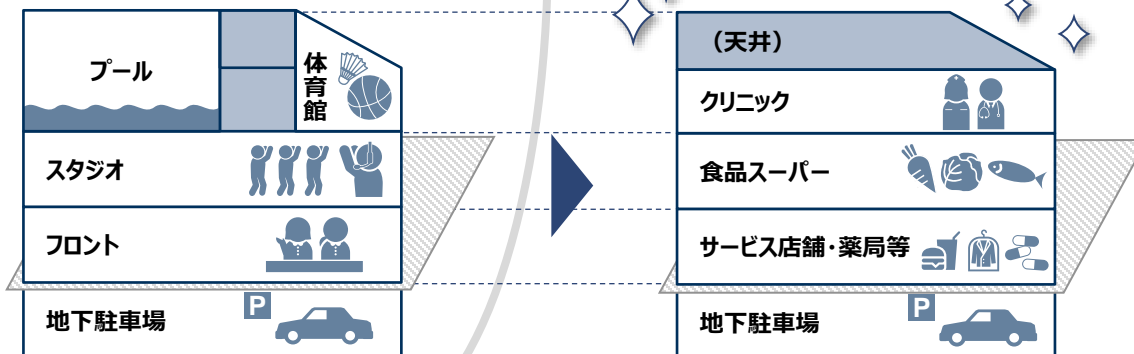 プール
体育館
スタジオ
フロント
P
地下駐車場
（天井）
クリニック
食品スーパー
サービス店舗・薬局等
P
地下駐車場